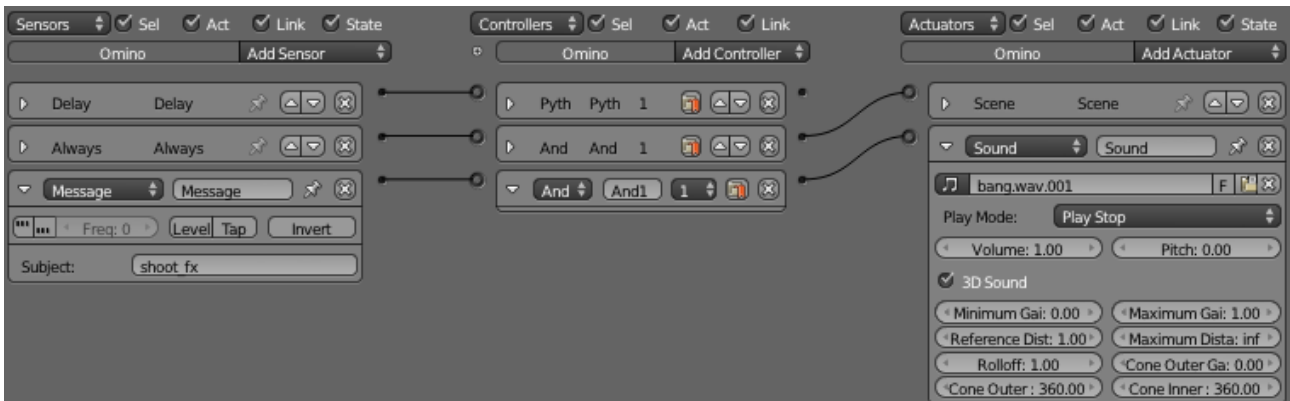 Sensors Sel Act Link State Controllers Sel Act Link Actuators Sel Act Link State
Omino Add Sensor Omino Add Controller Omino Add Actuator
Delay Delay Pyth Pyth 1 Scene Scene
Always Always And And 1 Sound Sound
Message Message And And1 1 bang.wav.001 F
Freq: 0 Level Tap Invert Play Mode: Play Stop
Volume: 1.00 Pitch: 0.00
Subject: shoot_fx 3D Sound
Minimum Gai: 0.00 Maximum Gai: 1.00
Reference Dist: 1.00 Maximum Dista: inf
Rolloff: 1.00 Cone Outer Ga: 0.00
Cone Outer : 360.00 Cone Inner : 360.00